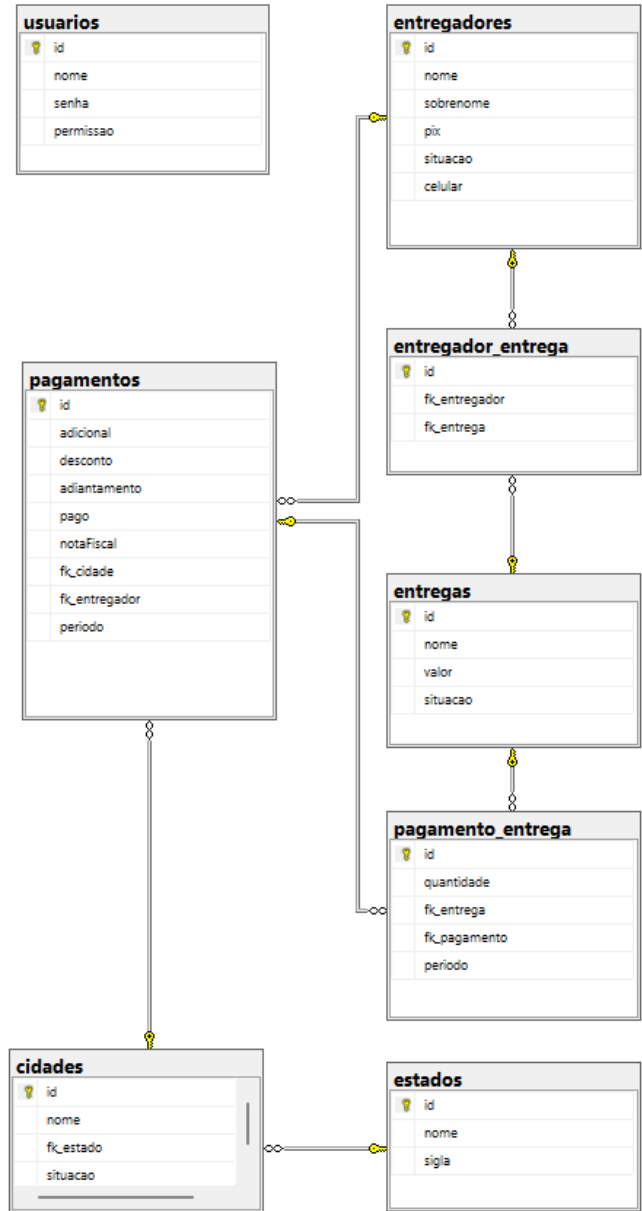 usuarios
id
nome
senha
permissao
entregadores
id
nome
sobrenome
pix
situacao
celular
entregador_entrega
id
fk_entregador
fk_entrega
pagamentos
id
adicional
desconto
adiantamento
pago
notaFiscal
fk_cidade
fk_entregador
periodo
entregas
id
nome
valor
situacao
pagamento_entrega
id
quantidade
fk_entrega
fk_pagamento
periodo
cidades
id
nome
fk_estado
situacao
estados
id
nome
sigla